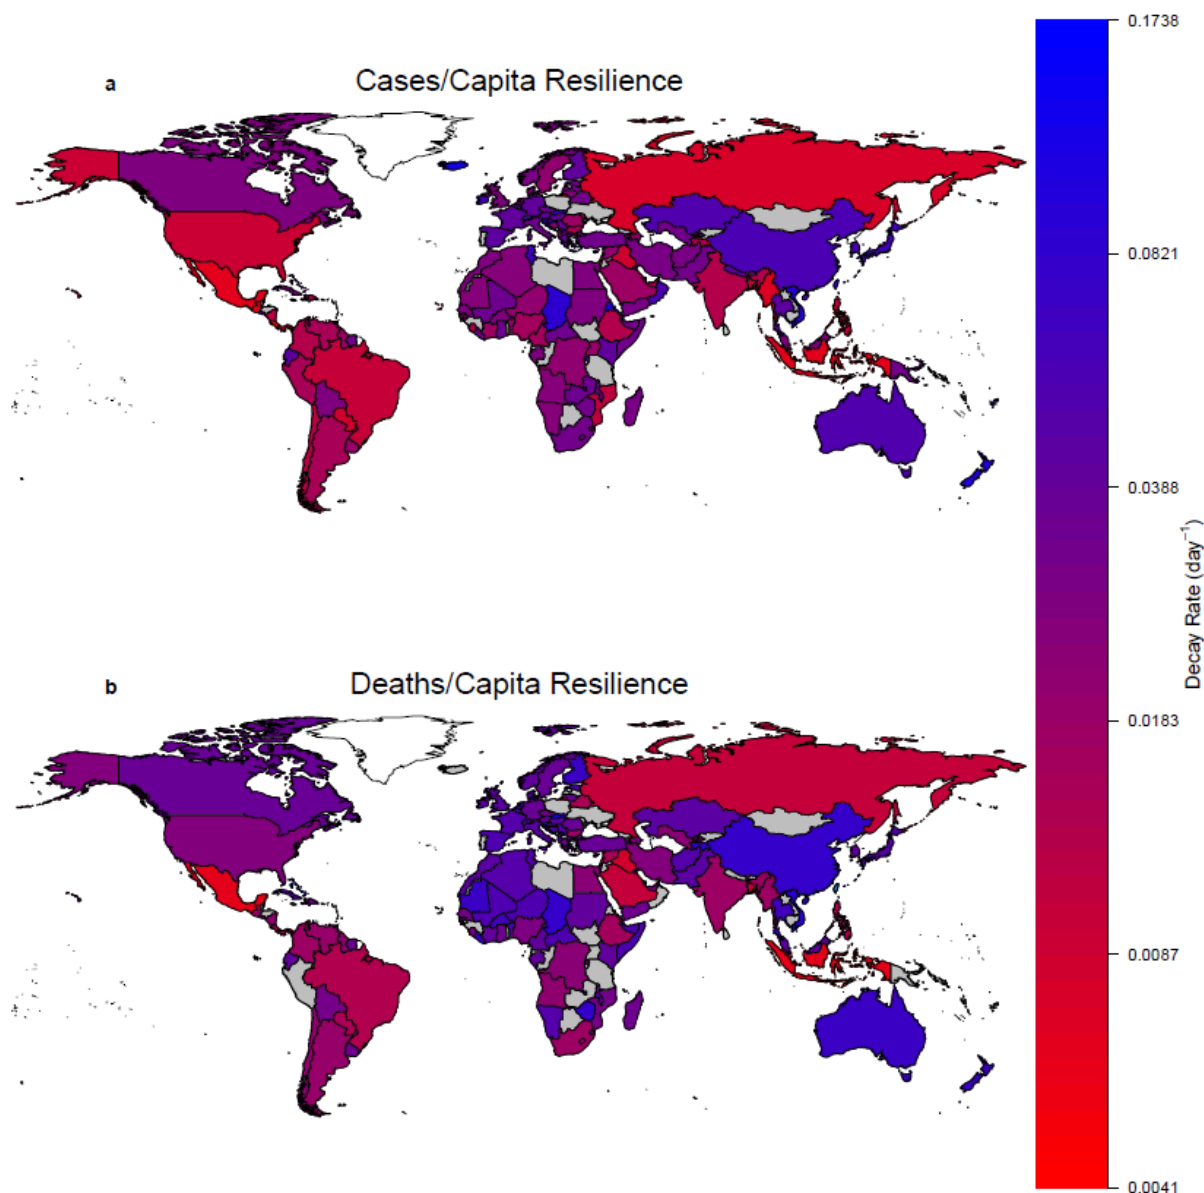 a
Cases/Capita Resilience
b
Deaths/Capita Resilience
0.1738
0.0821
0.0388
0.0183
0.0087
0.0041
Decay Rate (day⁻¹)